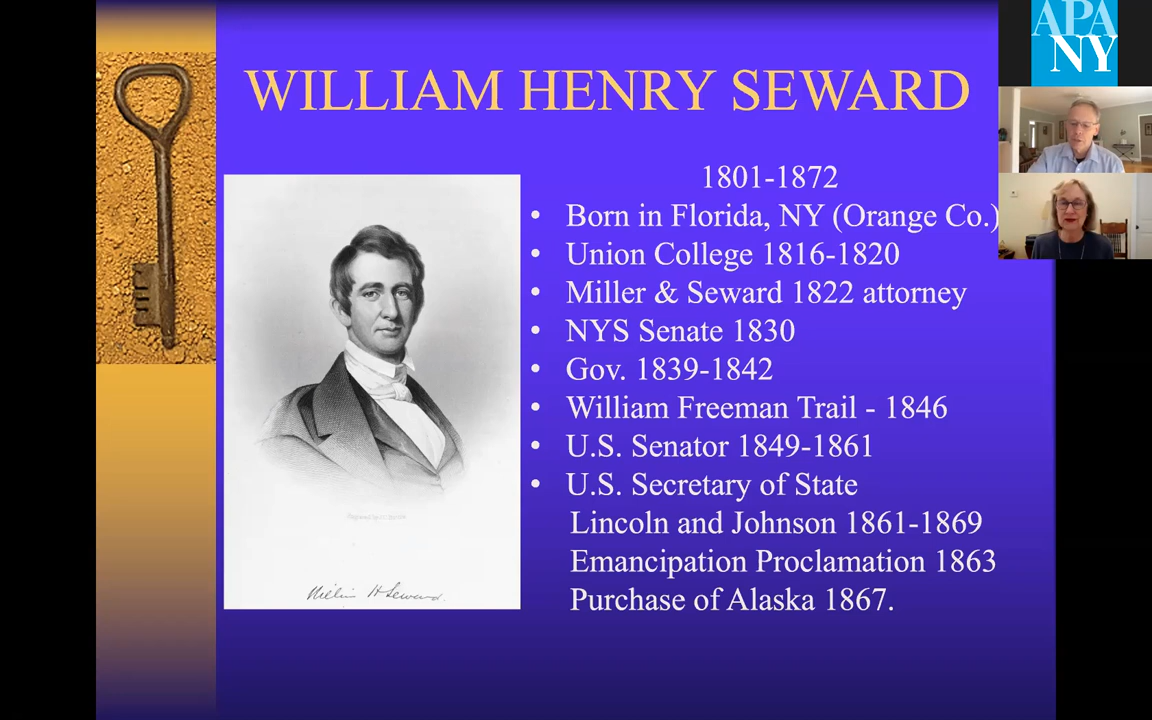 WILLIAM HENRY SEWARD
1801-1872
• Born in Florida, NY (Orange Co.)
• Union College 1816-1820
• Miller & Seward 1822 attorney
• NYS Senate 1830
• Gov. 1839-1842
• William Freeman Trail - 1846
• U.S. Senator 1849-1861
• U.S. Secretary of State
Lincoln and Johnson 1861-1869
Emancipation Proclamation 1863
Purchase of Alaska 1867.
William H Seward.
APA
NY